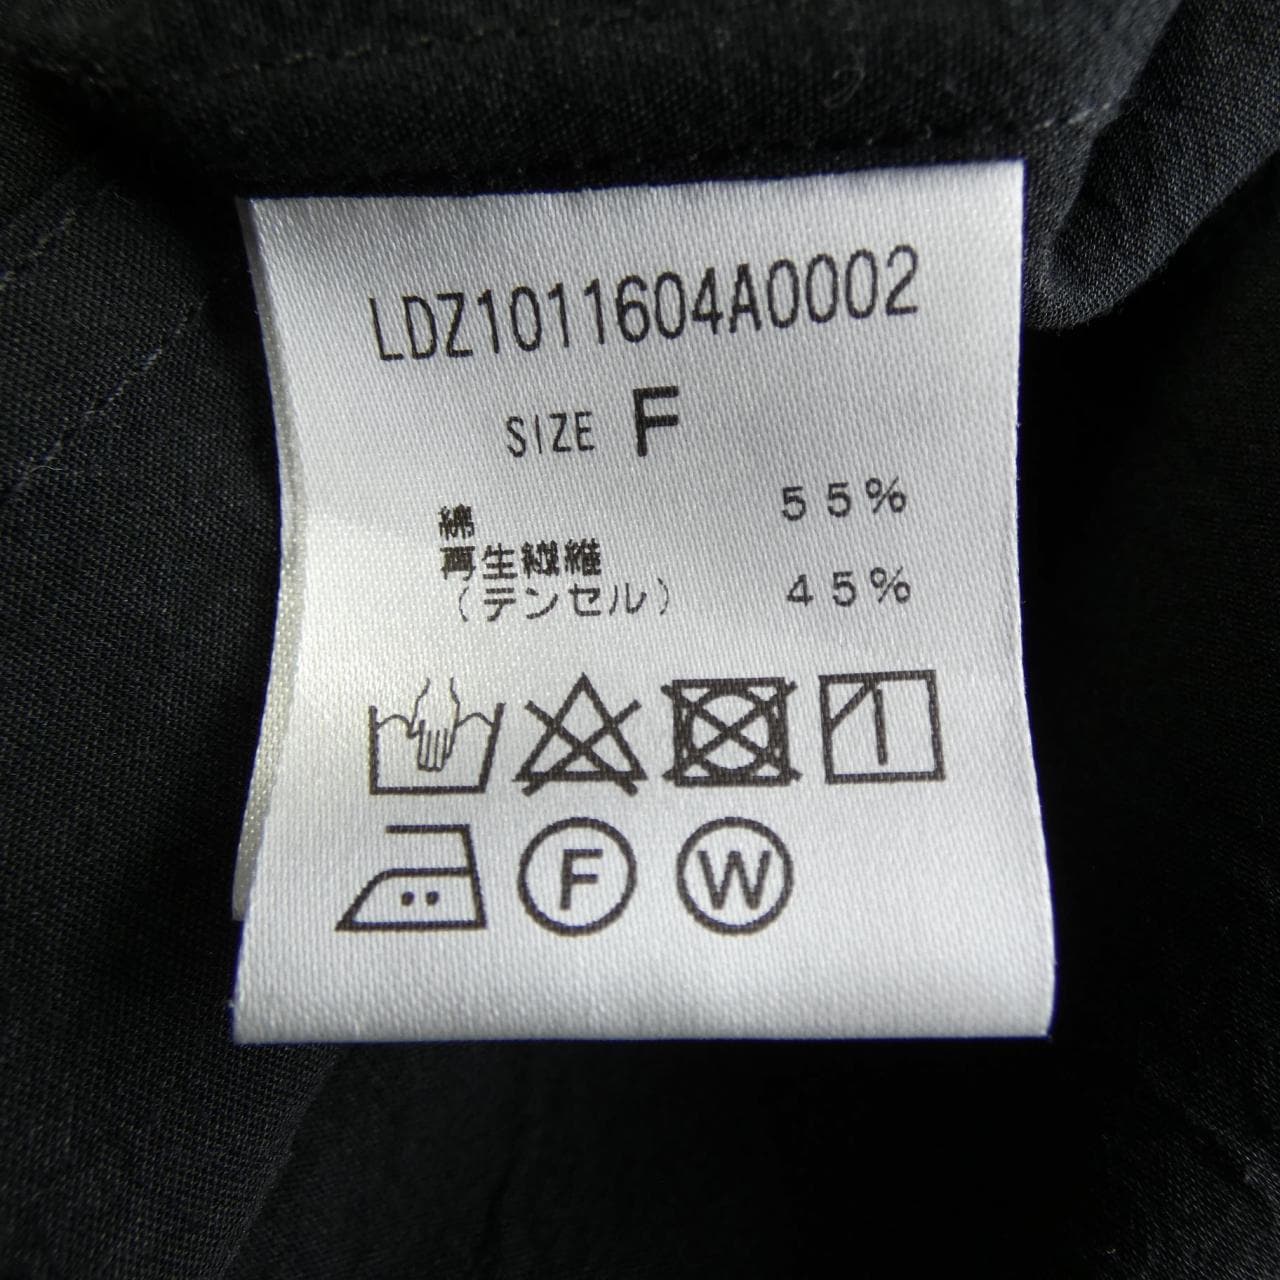 LDZ1011604A0002
SIZE F
綿 55%
再生繊維
(テンセル) 45%
F W